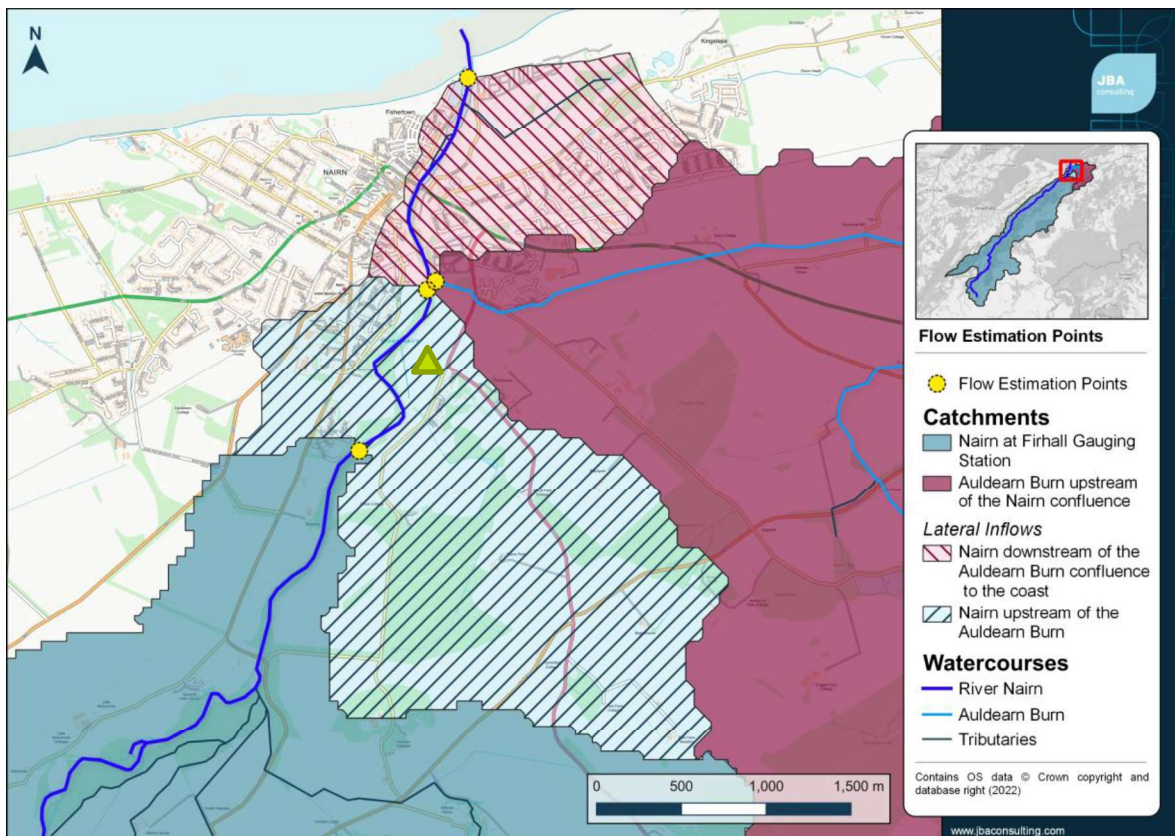 N
Kingsteps
JBA
consulting
Fishertown
NAIRN
Flow Estimation Points
Flow Estimation Points
Catchments
Nairn at Firhall Gauging
Station
Auldearn Burn upstream
of the Nairn confluence
Lateral Inflows
Nairn downstream of the
Auldearn Burn confluence
to the coast
Nairn upstream of the
Auldearn Burn
Watercourses
River Nairn
Auldearn Burn
Tributaries
Contains OS data © Crown copyright and
database right (2022)
0 500 1,000 1,500 m
www.jbaconsulting.com